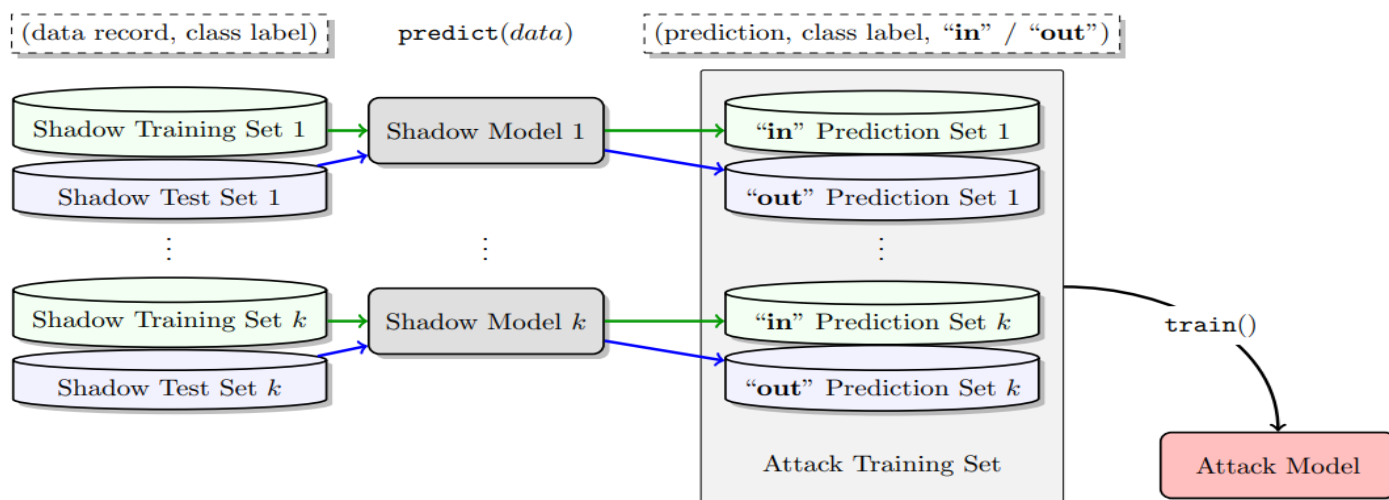 (data record, class label)
predict(data)
(prediction, class label, “in” / “out”)
Shadow Training Set 1
Shadow Model 1
“in” Prediction Set 1
Shadow Test Set 1
“out” Prediction Set 1
⋮ ⋮ ⋮
Shadow Training Set k
Shadow Model k
“in” Prediction Set k
train()
Shadow Test Set k
“out” Prediction Set k
Attack Training Set
Attack Model